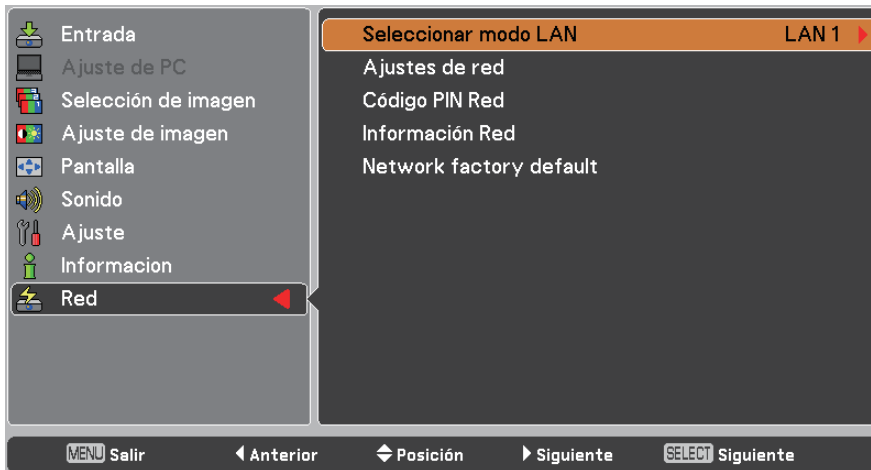 Entrada
Ajuste de PC
Selección de imagen
Ajuste de imagen
Pantalla
Sonido
Ajuste
Informacion
Red
Seleccionar modo LAN LAN 1
Ajustes de red
Código PIN Red
Información Red
Network factory default
MENU Salir Anterior Posición Siguiente SELECT Siguiente